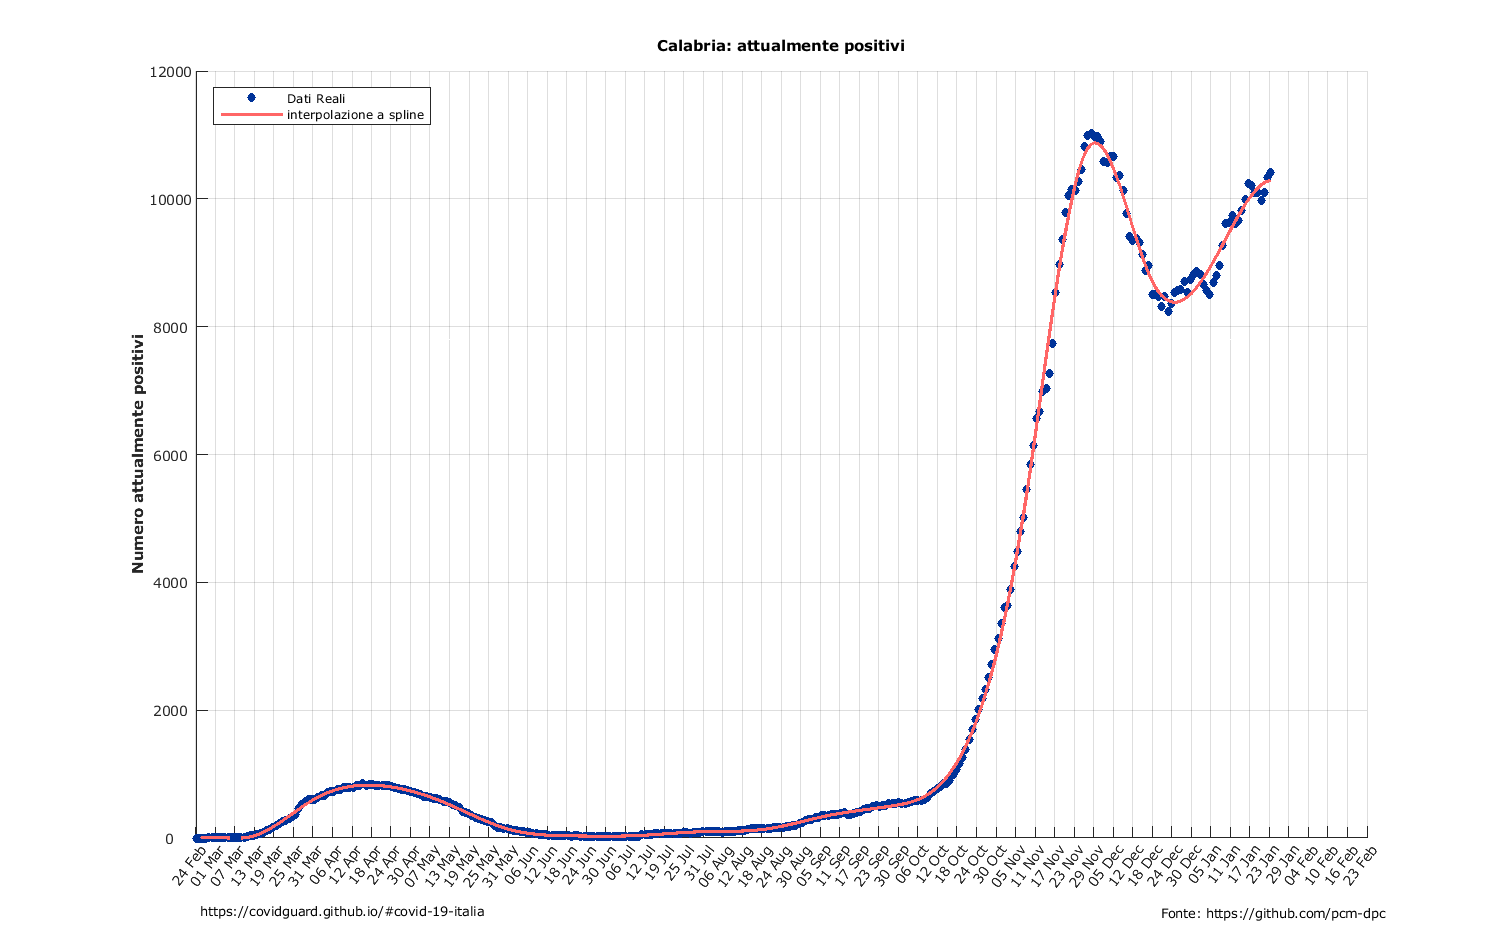 Calabria: attualmente positivi
12000
10000
8000
6000
4000
2000
0
Numero attualmente positivi
Dati Reali
interpolazione a spline
24 Feb
01 Mar
07 Mar
13 Mar
19 Mar
25 Mar
31 Mar
06 Apr
12 Apr
18 Apr
24 Apr
30 Apr
07 May
13 May
19 May
25 May
31 May
06 Jun
12 Jun
18 Jun
24 Jun
30 Jun
06 Jul
12 Jul
19 Jul
25 Jul
31 Jul
06 Aug
12 Aug
18 Aug
24 Aug
30 Aug
05 Sep
11 Sep
17 Sep
23 Sep
30 Sep
06 Oct
12 Oct
18 Oct
24 Oct
30 Oct
05 Nov
11 Nov
17 Nov
23 Nov
29 Dec
05 Dec
12 Dec
18 Dec
24 Dec
30 Dec
05 Jan
11 Jan
17 Jan
23 Jan
29 Jan
04 Feb
10 Feb
16 Feb
23 Feb
https://covidguard.github.io/#covid-19-italia
Fonte: https://github.com/pcm-dpc